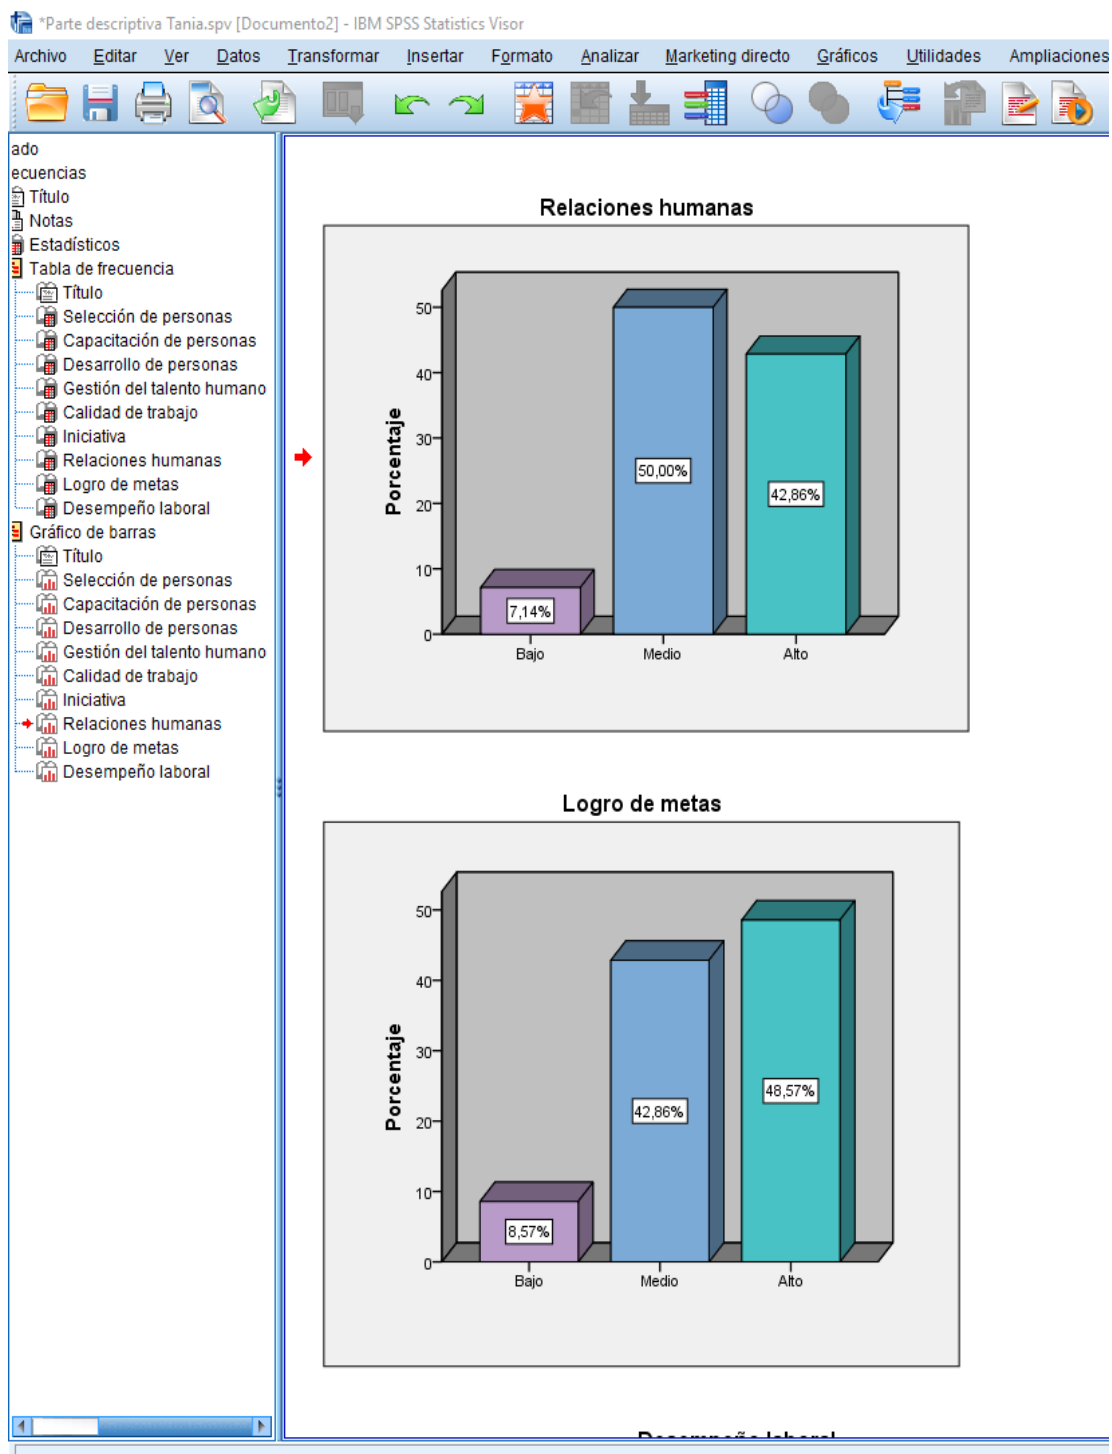 *Parte descriptiva Tania.spv [Documento2] - IBM SPSS Statistics Visor
Archivo Editar Ver Datos Transformar Insertar Formato Analizar Marketing directo Gráficos Utilidades Ampliaciones
ado
ecuencias
Título
Notas
Estadísticos
Tabla de frecuencia
Título
Selección de personas
Capacitación de personas
Desarrollo de personas
Gestión del talento humano
Calidad de trabajo
Iniciativa
Relaciones humanas
Logro de metas
Desempeño laboral
Gráfico de barras
Título
Selección de personas
Capacitación de personas
Desarrollo de personas
Gestión del talento humano
Calidad de trabajo
Iniciativa
Relaciones humanas
Logro de metas
Desempeño laboral
Relaciones humanas
Porcentaje
50
40
30
20
10
0
7,14%
50,00%
42,86%
Bajo Medio Alto
Logro de metas
Porcentaje
50
40
30
20
10
0
8,57%
42,86%
48,57%
Bajo Medio Alto
Desempeño laboral